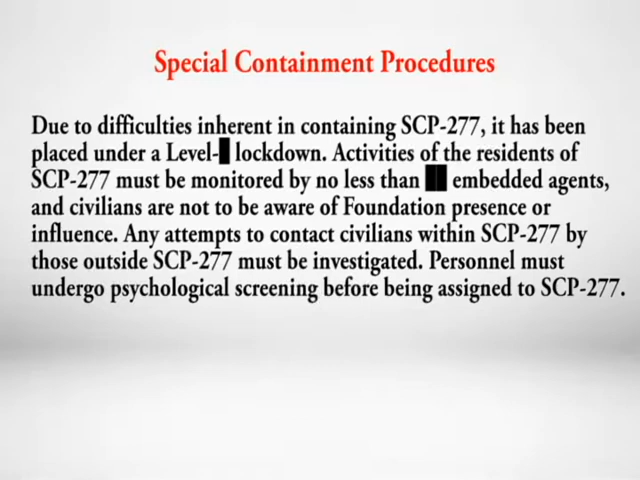 Special Containment Procedures
Due to difficulties inherent in containing SCP-277, it has been
placed under a Level-█ lockdown. Activities of the residents of
SCP-277 must be monitored by no less than ██ embedded agents,
and civilians are not to be aware of Foundation presence or
influence. Any attempts to contact civilians within SCP-277 by
those outside SCP-277 must be investigated. Personnel must
undergo psychological screening before being assigned to SCP-277.